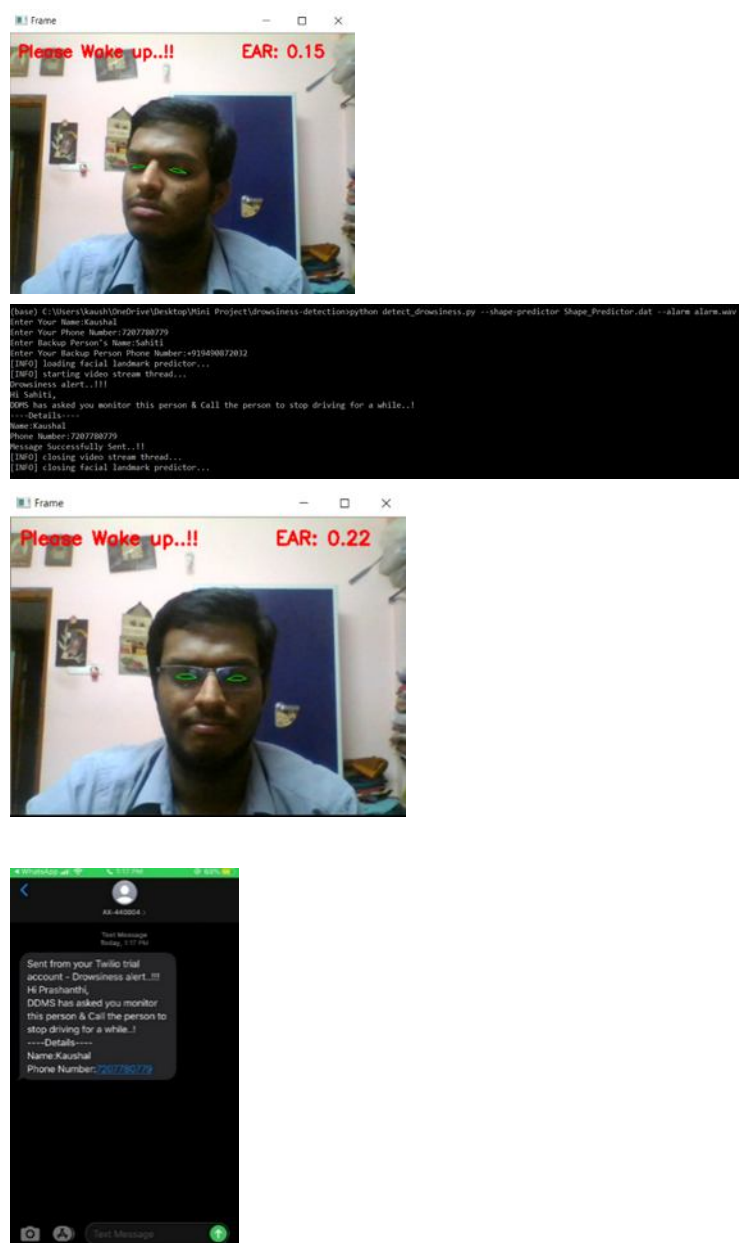 Frame
Please Wake up..!! EAR: 0.15
(base) C:\Users\kaush\OneDrive\Desktop\Mini Project\drowsiness-detection>python detect_drowsiness.py --shape-predictor Shape_Predictor.dat --alarm alarm.wav
Enter Your Name:Kaushal
Enter Your Phone Number:7207780779
Enter Backup Person's Name:Sahiti
Enter Your Backup Person Phone Number:+919490872032
[INFO] loading facial landmark predictor...
[INFO] starting video stream thread...
Drowsiness alert..!!!
Hi Sahiti,
DDMS has asked you monitor this person & Call the person to stop driving for a while..!
----Details----
Name:Kaushal
Phone Number:7207780779
Message Successfully Sent..!!
[INFO] closing video stream thread...
[INFO] closing facial landmark predictor...
Frame
Please Wake up..!! EAR: 0.22
WhatsApp 1:17 PM
Text Message
Today, 1:17 PM
Sent from your Twilio trial
account - Drowsiness alert..!!!
Hi Prashanthi,
DDMS has asked you monitor
this person & Call the person to
stop driving for a while..!
----Details----
Name:Kaushal
Phone Number:7207780779
Text Message